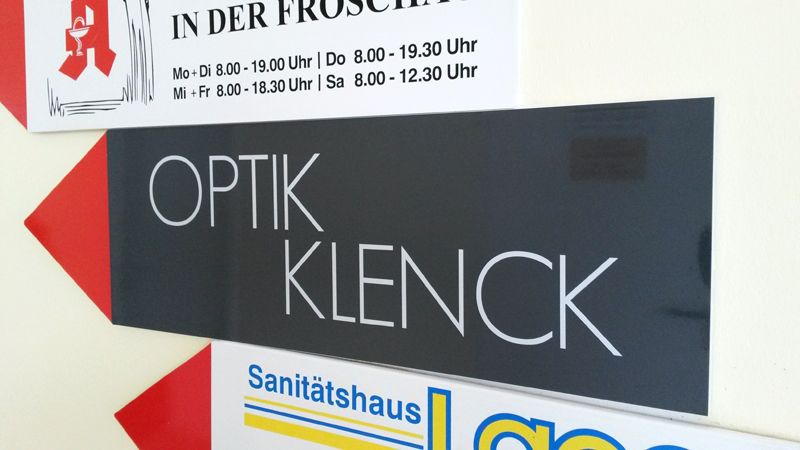 IN DER
Mo + Di 8.00 - 19.00 Uhr | Do 8.00 - 19.30 Uhr
Mi + Fr 8.00 - 18.30 Uhr | Sa 8.00 - 12.30 Uhr
OPTIK
KLENCK
Sanitätshaus